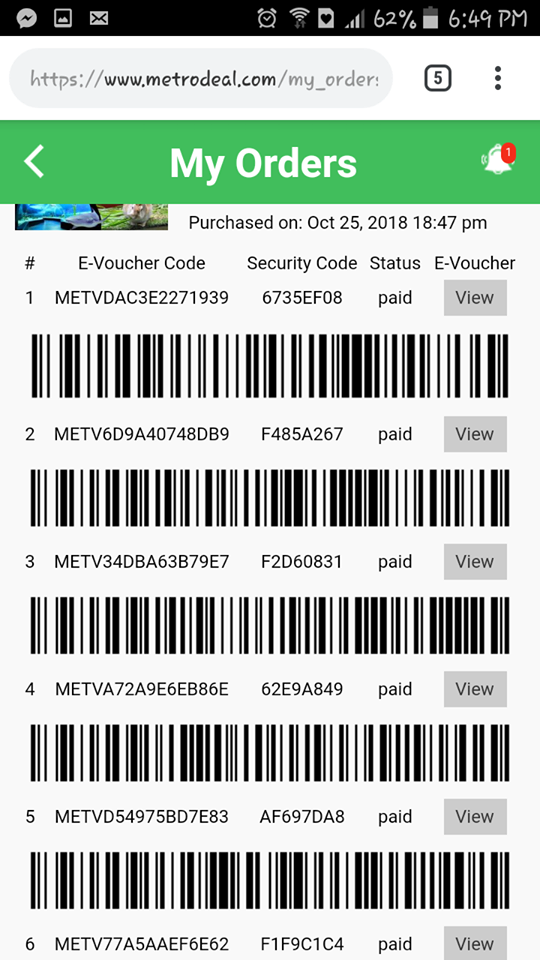 62% 6:49 PM
https://www.metrodeal.com/my_orders
5
My Orders
1
Purchased on: Oct 25, 2018 18:47 pm
# E-Voucher Code Security Code Status E-Voucher
1 METVDAC3E2271939 6735EF08 paid View
2 METV6D9A40748DB9 F485A267 paid View
3 METV34DBA63B79E7 F2D60831 paid View
4 METVA72A9E6EB86E 62E9A849 paid View
5 METVD54975BD7E83 AF697DA8 paid View
6 METV77A5AAEF6E62 F1F9C1C4 paid View